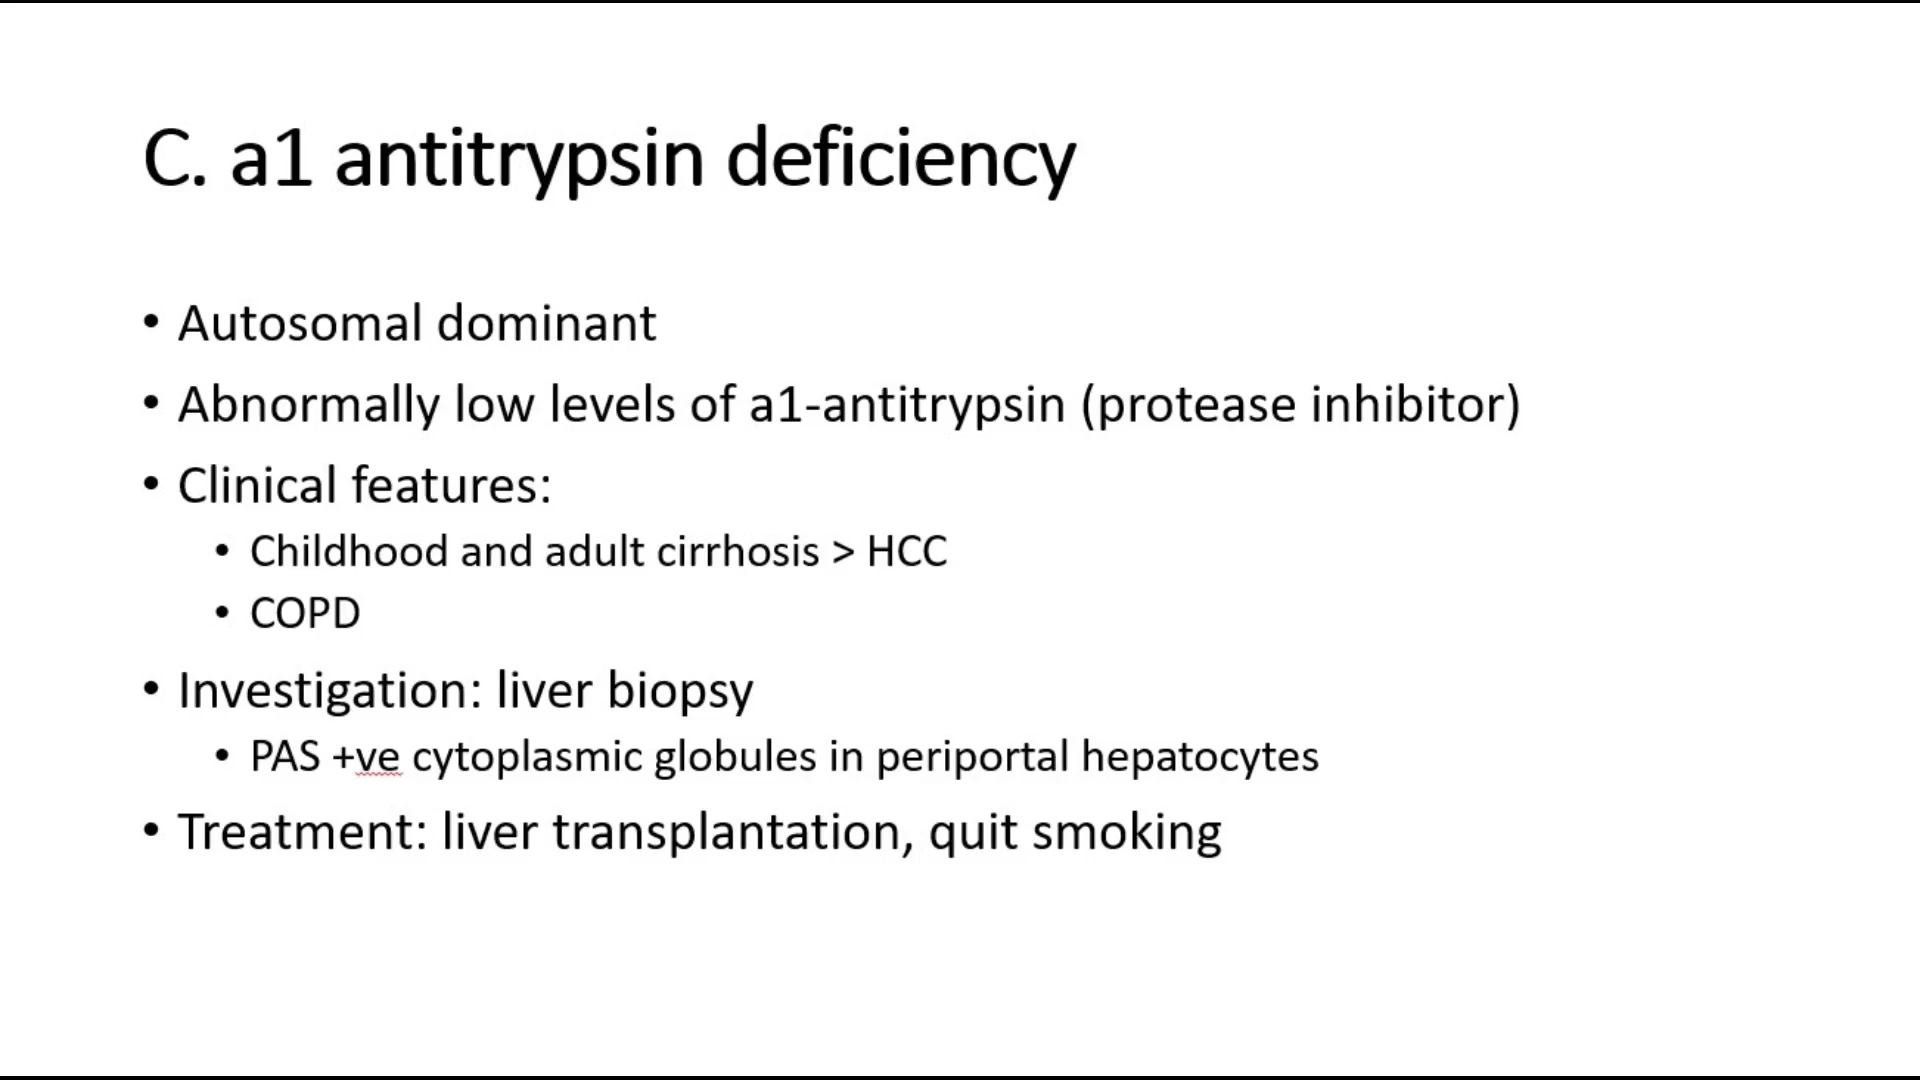 C. a1 antitrypsin deficiency
• Autosomal dominant
• Abnormally low levels of a1-antitrypsin (protease inhibitor)
• Clinical features:
• Childhood and adult cirrhosis > HCC
• COPD
• Investigation: liver biopsy
• PAS +ve cytoplasmic globules in periportal hepatocytes
• Treatment: liver transplantation, quit smoking